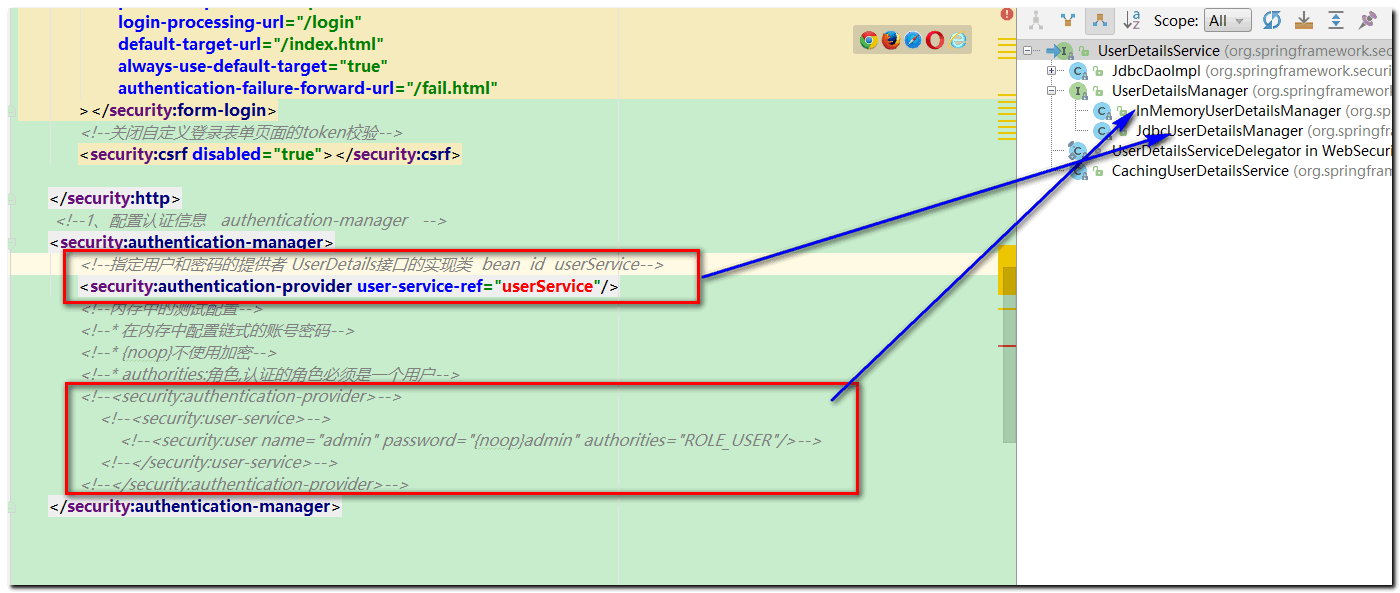 login-processing-url="/login"
default-target-url="/index.html"
always-use-default-target="true"
authentication-failure-forward-url="/fail.html"
></security:form-login>
<!--关闭自定义登录表单页面的token校验-->
<security:csrf disabled="true"></security:csrf>
</security:http>
<!--1、配置认证信息 authentication-manager -->
<security:authentication-manager>
<!--指定用户和密码的提供者 UserDetails接口的实现类 bean id userService-->
<security:authentication-provider user-service-ref="userService"/>
<!--内存中的测试配置-->
<!--* 在内存中配置链式的账号密码-->
<!--* {noop}不使用加密-->
<!--* authorities:角色,认证的角色必须是一个用户-->
<!--<security:authentication-provider>-->
<!--<security:user-service>-->
<!--<security:user name="admin" password="{noop}admin" authorities="ROLE_USER"/>-->
<!--</security:user-service>-->
<!--</security:authentication-provider>-->
</security:authentication-manager>
Scope: All
UserDetailsService (org.springframework.sec
JdbcDaoImpl (org.springframework.securi
UserDetailsManager (org.springframework
InMemoryUserDetailsManager (org.sp
JdbcUserDetailsManager (org.springfra
UserDetailsServiceDelegator in WebSecuri
CachingUserDetailsService (org.springfram